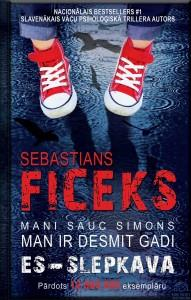 NACIONĀLAIS BESTSELLERS #1
SLAVENĀKAIS VĀCU PSIHOLOĢISKĀ TRILLERA AUTORS
SEBASTIANS
FICEKS
MANI SAUC SIMONS
MAN IR DESMIT GADI
ES – SLEPKAVA
Pārdots eksemplāru